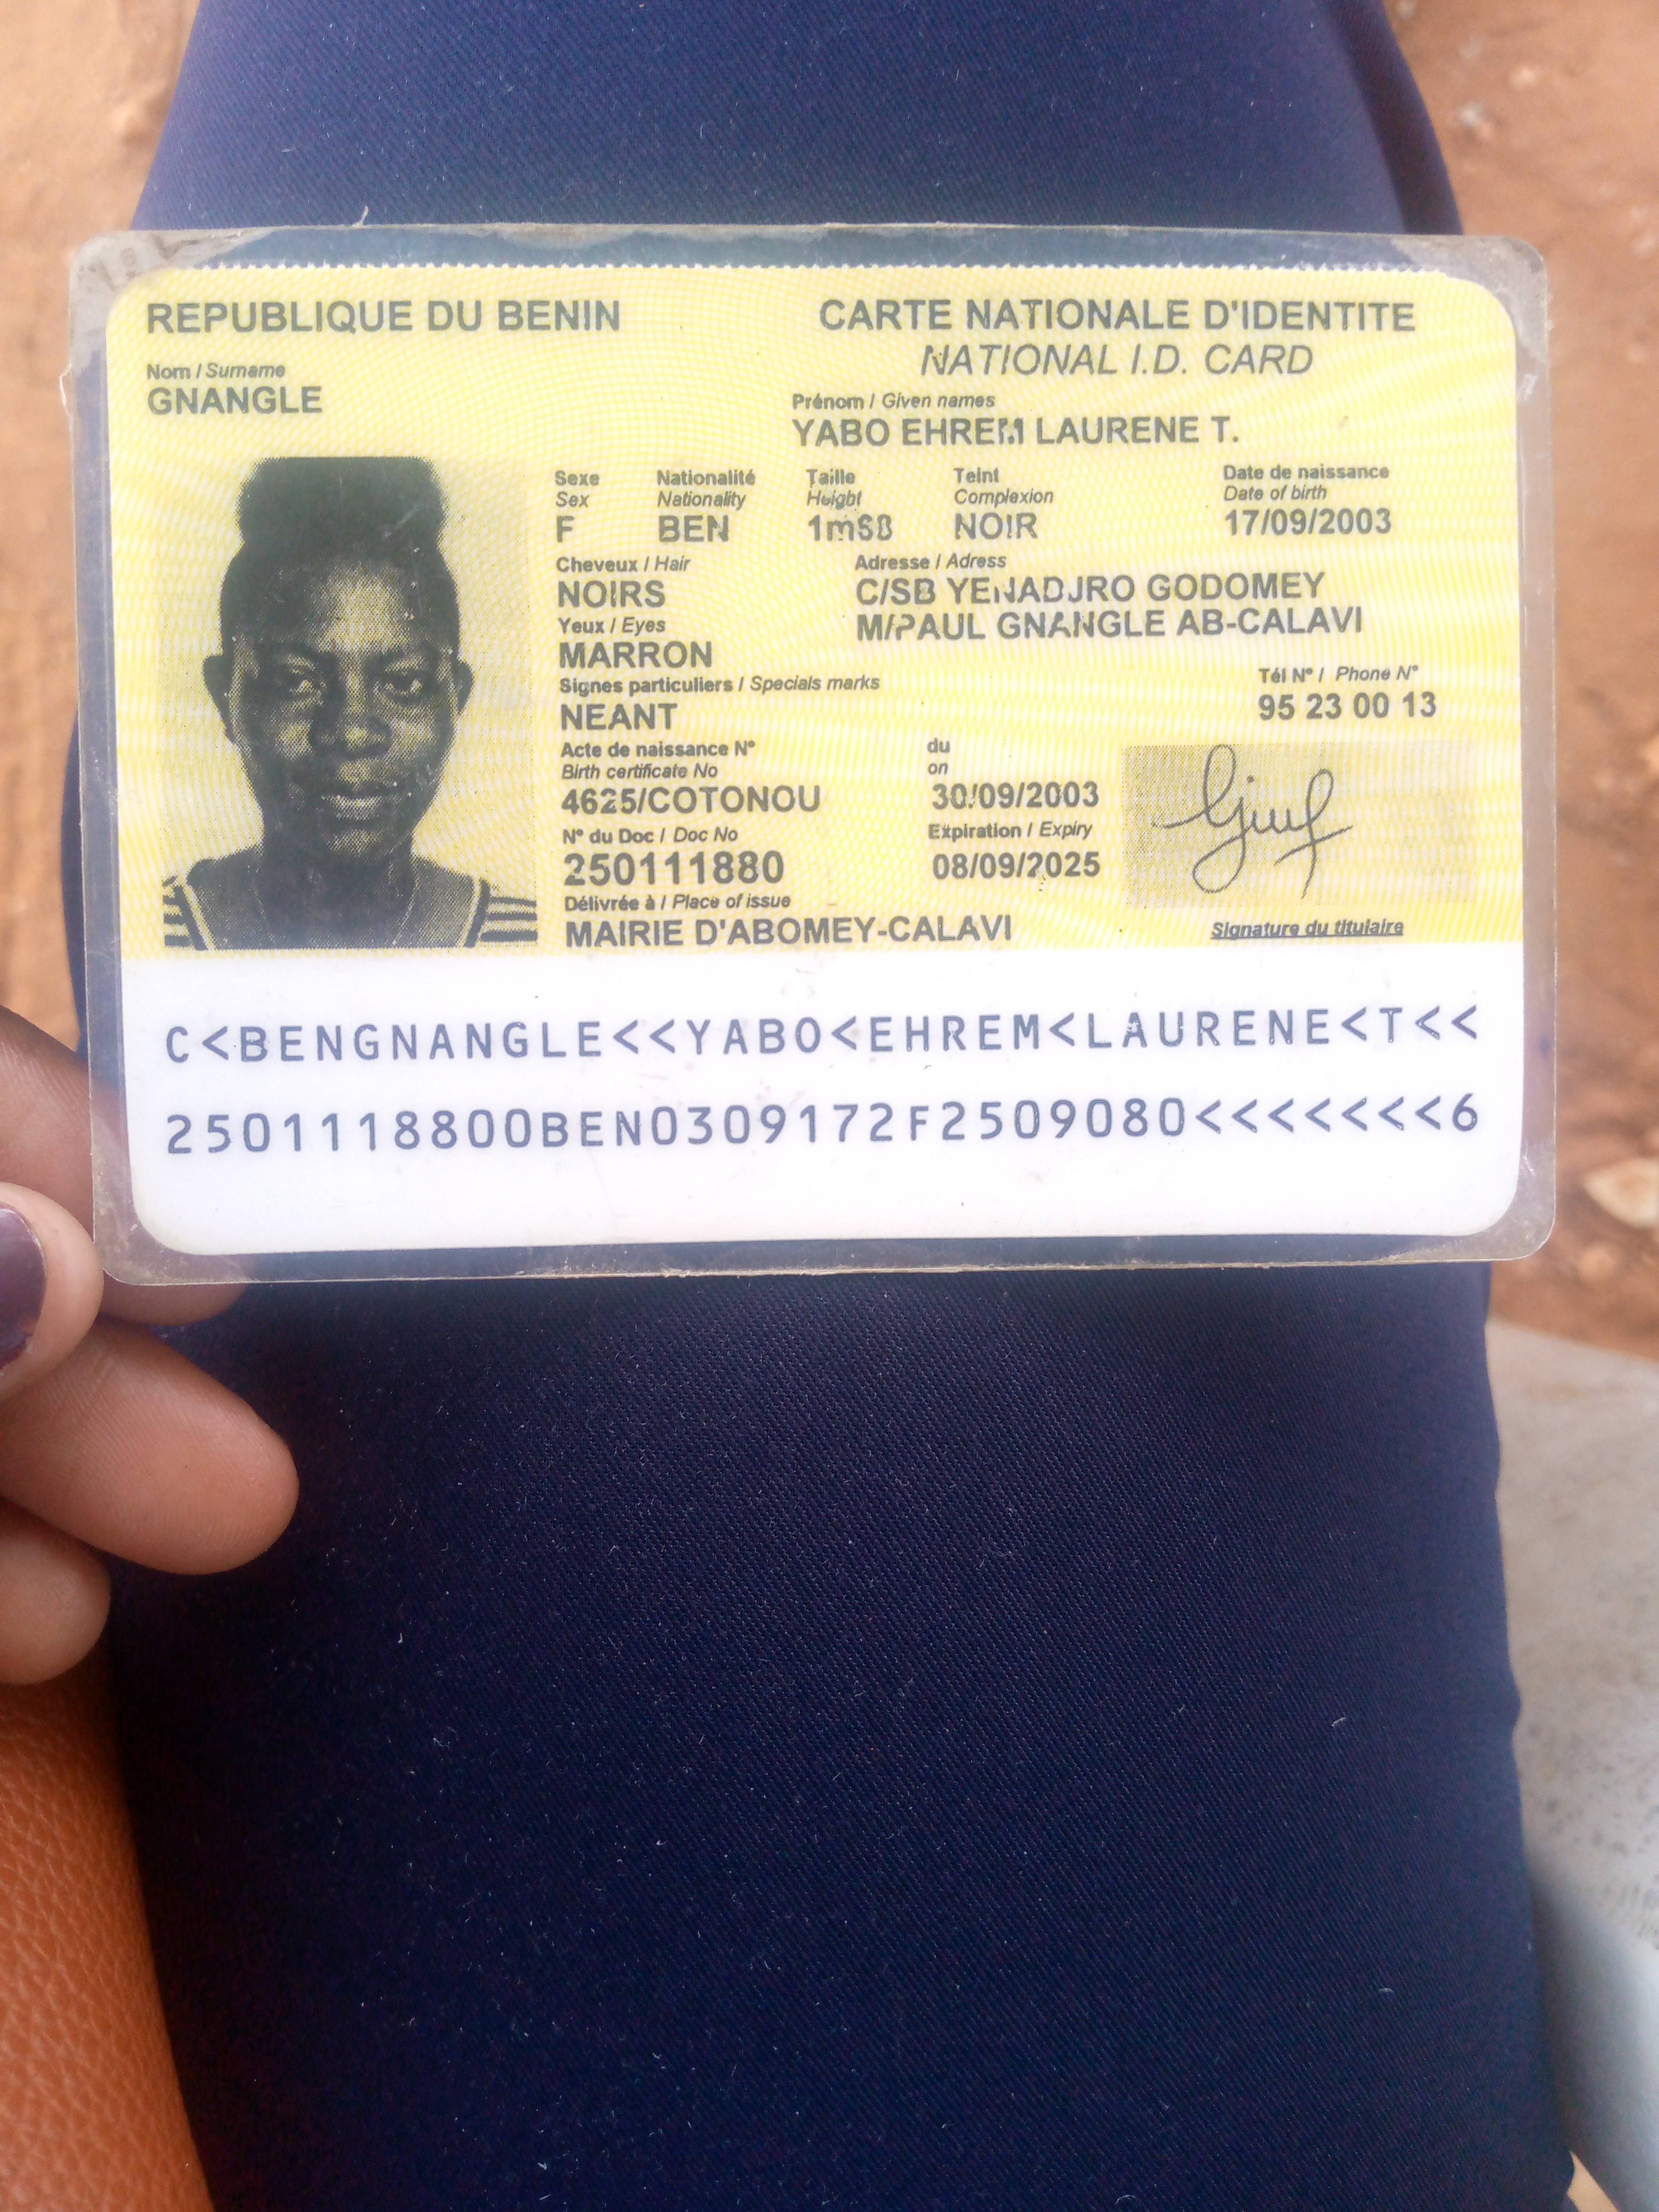 REPUBLIQUE DU BENIN
CARTE NATIONALE D'IDENTITE
NATIONAL I.D. CARD
Nom / Surname
GNANGLE
Prénom / Given names
YABO EHREM LAURENE T.
Sexe Nationalité Taille Teint Date de naissance
Sex Nationality Height Complexion Date of birth
F BEN NOIR 17/09/2003
Cheveux / Hair Adresse / Adress
NOIRS C/SB YENADJRO GODOMEY
Yeux / Eyes M/PAUL GNANGLE AB-CALAVI
MARRON
Signes particuliers / Specials marks Tél N° / Phone N°
NEANT 95 23 00 13
Acte de naissance N° du
Birth certificate No on
4625/COTONOU 30/09/2003
N° du Doc / Doc No Expiration / Expiry
250111880 08/09/2025
Délivrée à / Place of issue
MAIRIE D'ABOMEY-CALAVI Signature du titulaire
C<BENGNANGLE<<YABO<EHREM<LAURENE<T<<
2501118800BEN0309172F2509080<<<<<<<6